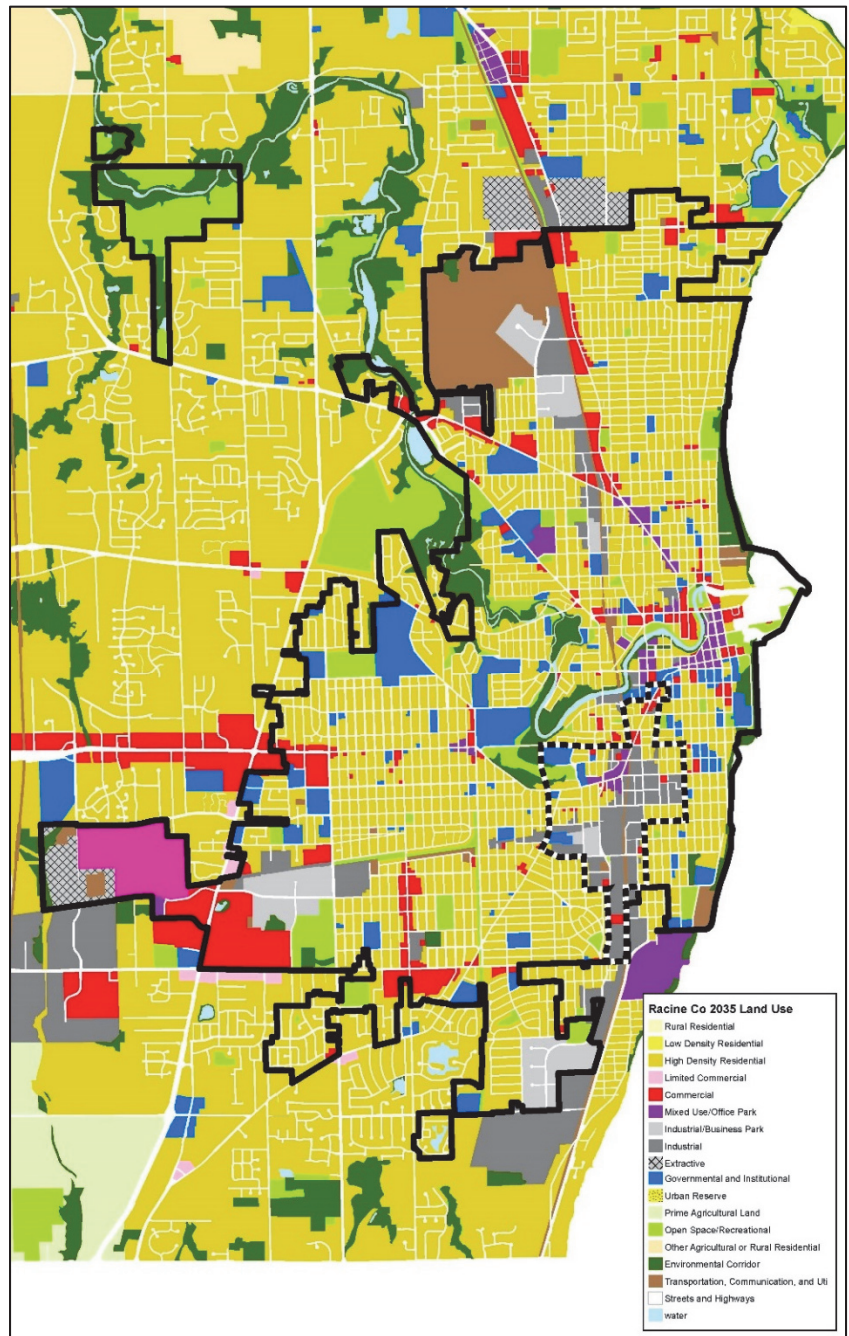 Racine Co 2035 Land Use
Rural Residential
Low Density Residential
High Density Residential
Limited Commercial
Commercial
Mixed Use/Office Park
Industrial/Business Park
Industrial
Extractive
Governmental and Institutional
Urban Reserve
Prime Agricultural Land
Open Space/Recreational
Other Agricultural or Rural Residential
Environmental Corridor
Transportation, Communication, and Uti
Streets and Highways
water